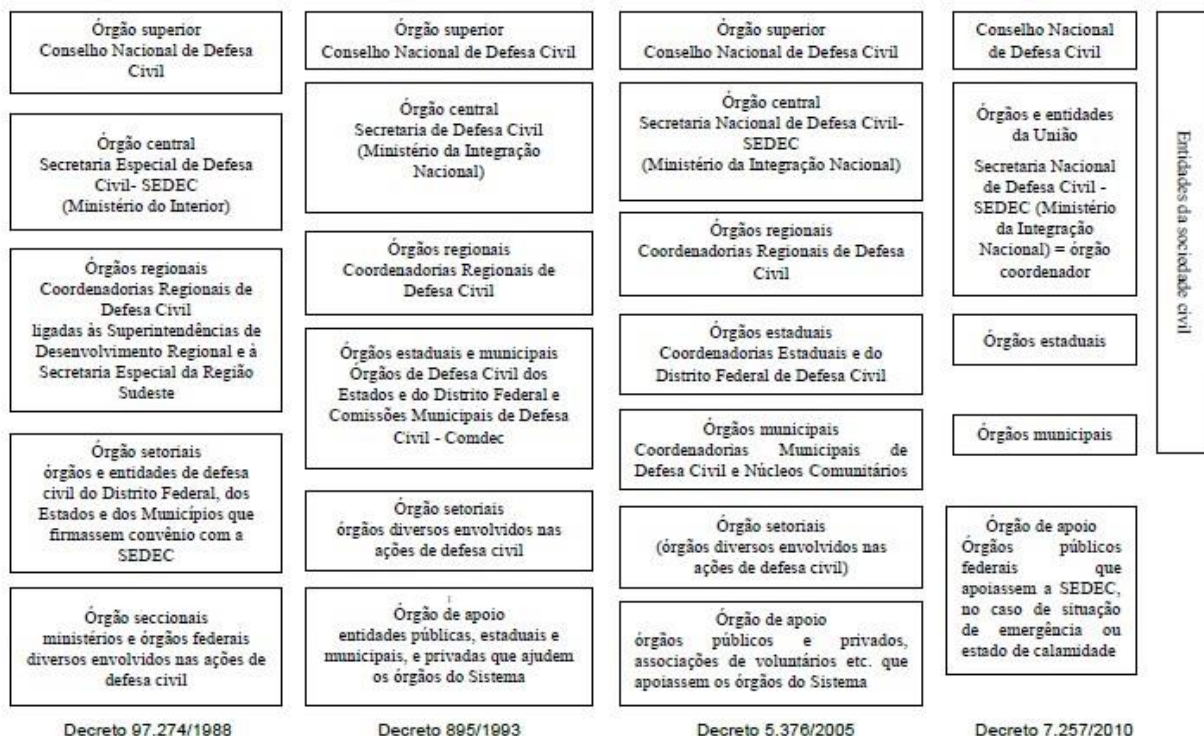 Órgão superior
Conselho Nacional de Defesa
Civil
Órgão central
Secretaria Especial de Defesa
Civil- SEDEC
(Ministério do Interior)
Órgãos regionais
Coordenadorias Regionais de
Defesa Civil
ligadas às Superintendências de
Desenvolvimento Regional e à
Secretaria Especial da Região
Sudeste
Órgão setoriais
órgãos e entidades de defesa
civil do Distrito Federal, dos
Estados e dos Municípios que
firmassem convênio com a
SEDEC
Órgão seccionais
ministérios e órgãos federais
diversos envolvidos nas ações de
defesa civil
Decreto 97.274/1988
Órgão superior
Conselho Nacional de Defesa Civil
Órgão central
Secretaria de Defesa Civil
(Ministério da Integração
Nacional)
Órgãos regionais
Coordenadorias Regionais de
Defesa Civil
Órgãos estaduais e municipais
Órgãos de Defesa Civil dos
Estados e do Distrito Federal e
Comissões Municipais de Defesa
Civil - Comdec
Órgão setoriais
órgãos diversos envolvidos nas
ações de defesa civil
Órgão de apoio
entidades públicas, estaduais e
municipais, e privadas que ajudem
os órgãos do Sistema
Decreto 895/1993
Órgão superior
Conselho Nacional de Defesa Civil
Órgão central
Secretaria Nacional de Defesa Civil-
SEDEC
(Ministério da Integração Nacional)
Órgãos regionais
Coordenadorias Regionais de Defesa
Civil
Órgãos estaduais
Coordenadorias Estaduais e do
Distrito Federal de Defesa Civil
Órgãos municipais
Coordenadorias Municipais de
Defesa Civil e Núcleos Comunitários
Órgão setoriais
(órgãos diversos envolvidos nas
ações de defesa civil)
Órgão de apoio
órgãos públicos e privados,
associações de voluntários etc. que
apoiassem os órgãos do Sistema
Decreto 5.376/2005
Conselho Nacional
de Defesa Civil
Órgãos e entidades
da União
Secretaria Nacional
de Defesa Civil -
SEDEC (Ministério
da Integração
Nacional) = órgão
coordenador
Órgãos estaduais
Órgãos municipais
Órgão de apoio
Órgãos públicos
federais que
apoiassem a SEDEC,
no caso de situação
de emergência ou
estado de calamidade
Decreto 7.257/2010
Entidades da sociedade civil